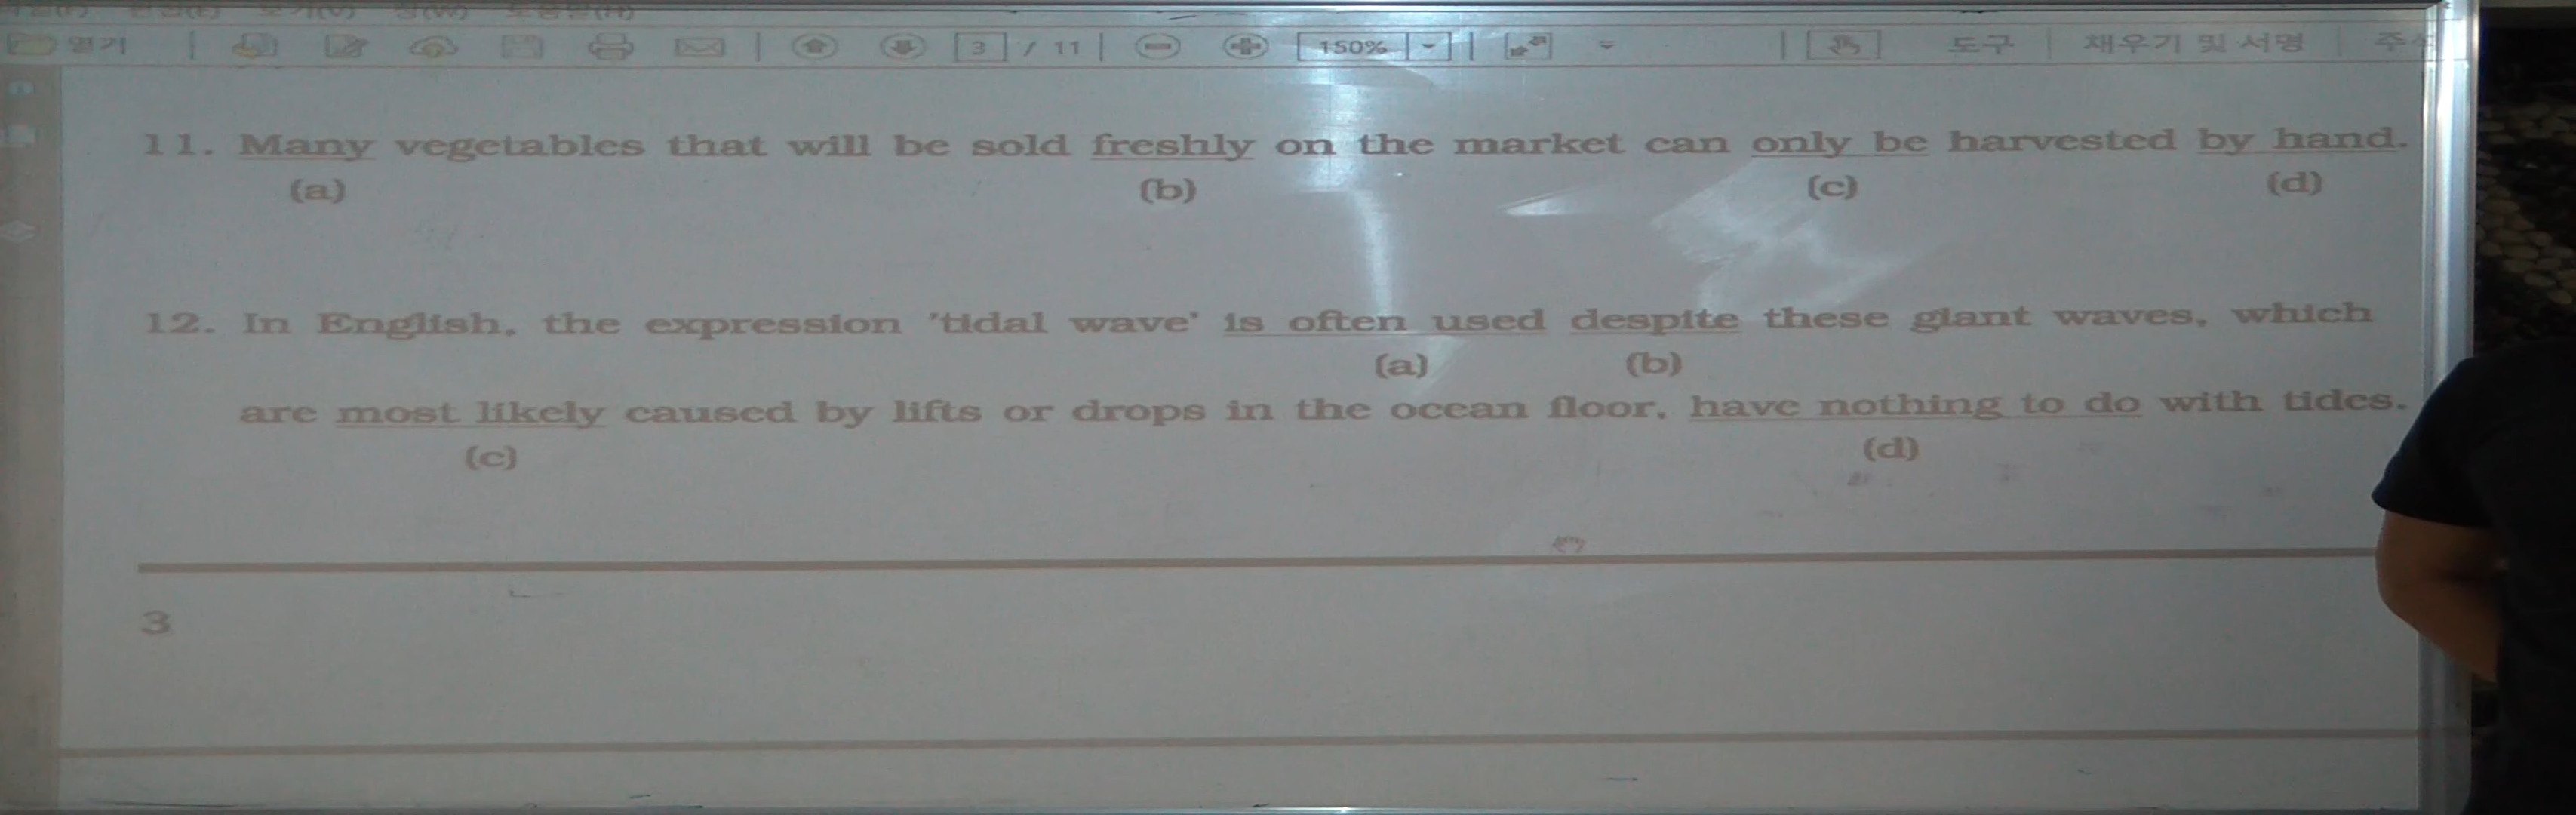 열기 3 / 11 150% 도구 채우기 및 서명
11. Many vegetables that will be sold freshly on the market can only be harvested by hand.
(a) (b) (c) (d)
12. In English, the expression 'tidal wave' is often used despite these giant waves, which
(a) (b)
are most likely caused by lifts or drops in the ocean floor, have nothing to do with tides.
(c) (d)
3